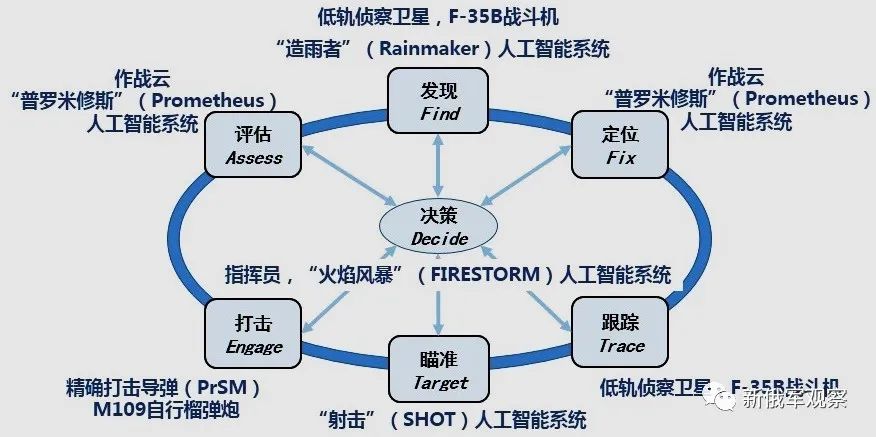 低轨侦察卫星，F-35B战斗机
“造雨者”（Rainmaker）人工智能系统
作战云
“普罗米修斯”（Prometheus）
人工智能系统
发现
Find
作战云
“普罗米修斯”（Prometheus）
人工智能系统
评估
Assess
定位
Fix
决策
Decide
指挥员，“火焰风暴”（FIRESTORM）人工智能系统
打击
Engage
瞄准
Target
跟踪
Trace
精确打击导弹（PrSM）
M109自行榴弹炮
“射击”（SHOT）人工智能系统
低轨侦察卫星，F-35B战斗机
新俄军观察